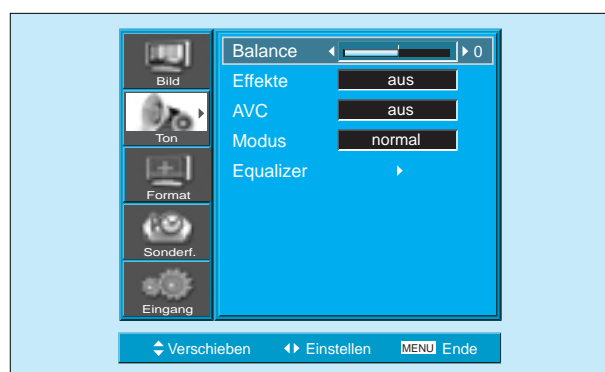 Bild
Ton
Format
Sonderf.
Eingang
Balance 0
Effekte aus
AVC aus
Modus normal
Equalizer
Verschieben Einstellen MENU Ende